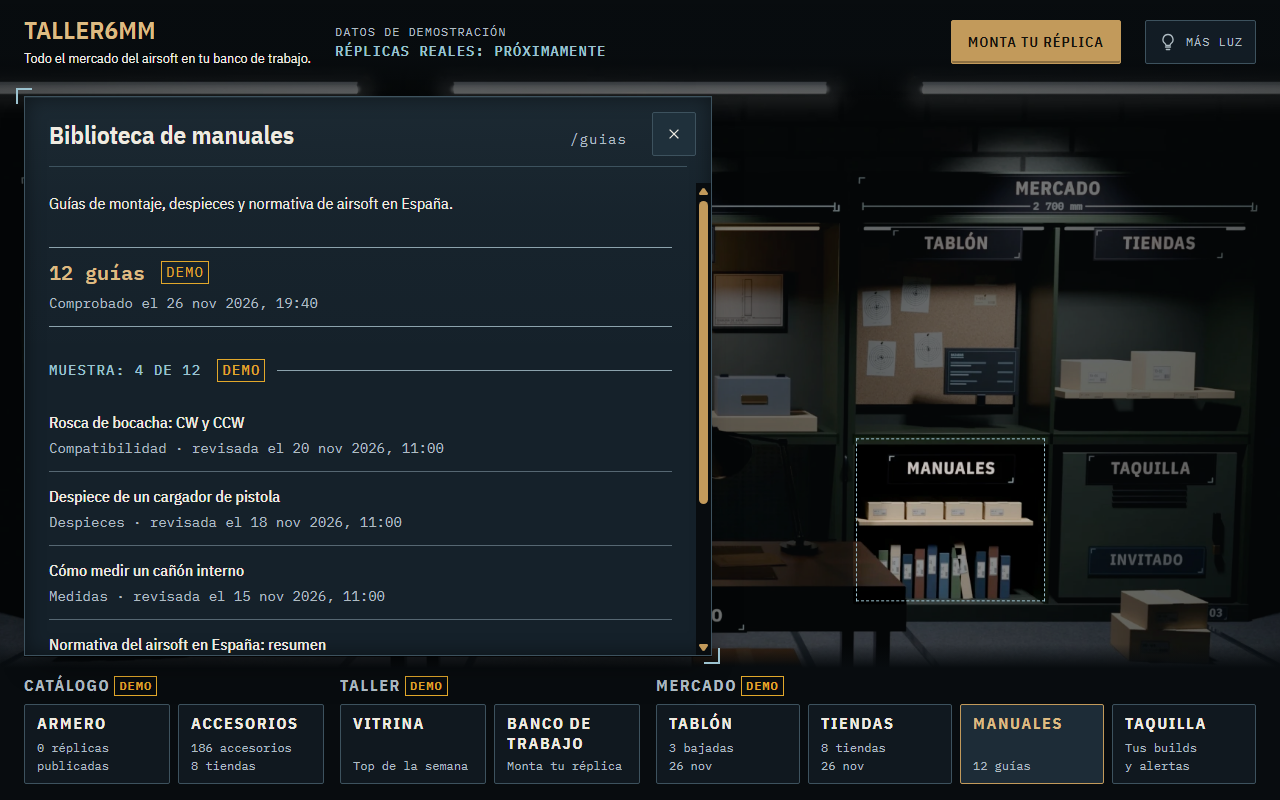 TALLER6MM
Todo el mercado del airsoft en tu banco de trabajo.
DATOS DE DEMOSTRACIÓN
RÉPLICAS REALES: PRÓXIMAMENTE
MONTA TU RÉPLICA
MÁS LUZ
Biblioteca de manuales
/guias
Guías de montaje, despieces y normativa de airsoft en España.
12 guías DEMO
Comprobado el 26 nov 2026, 19:40
MUESTRA: 4 DE 12 DEMO
Rosca de bocacha: CW y CCW
Compatibilidad · revisada el 20 nov 2026, 11:00
Despiece de un cargador de pistola
Despieces · revisada el 18 nov 2026, 11:00
Cómo medir un cañón interno
Medidas · revisada el 15 nov 2026, 11:00
Normativa del airsoft en España: resumen
MERCADO
2 700 mm
TABLÓN
TIENDAS
MANUALES
TAQUILLA
INVITADO
O
03
CATÁLOGO DEMO
ARMERO
0 réplicas
publicadas
ACCESORIOS
186 accesorios
8 tiendas
TALLER DEMO
VITRINA
Top de la semana
BANCO DE
TRABAJO
Monta tu réplica
MERCADO DEMO
TABLÓN
3 bajadas
26 nov
TIENDAS
8 tiendas
26 nov
MANUALES
12 guías
TAQUILLA
Tus builds
y alertas